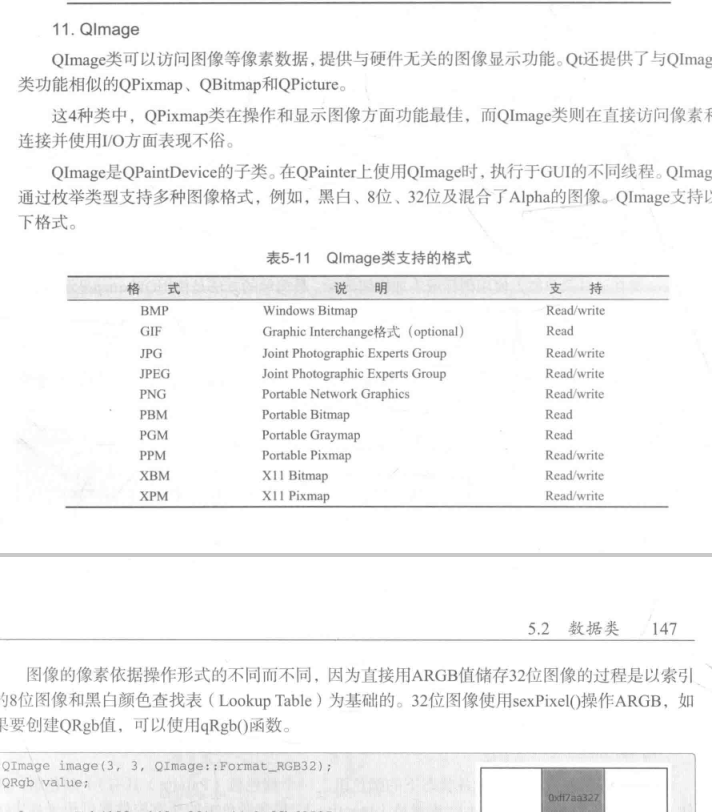 11. QImage
QImage类可以访问图像等像素数据，提供与硬件无关的图像显示功能。Qt还提供了与QImag
类功能相似的QPixmap、QBitmap和QPicture。
这4种类中，QPixmap类在操作和显示图像方面功能最佳，而QImage类则在直接访问像素和
连接并使用I/O方面表现不俗。
QImage是QPaintDevice的子类。在QPainter上使用QImage时，执行于GUI的不同线程。QImag
通过枚举类型支持多种图像格式，例如，黑白、8位、32位及混合了Alpha的图像。QImage支持以
下格式。
表5-11 QImage类支持的格式
格 式 说 明 支 持
BMP Windows Bitmap Read/write
GIF Graphic Interchange格式（optional） Read
JPG Joint Photographic Experts Group Read/write
JPEG Joint Photographic Experts Group Read/write
PNG Portable Network Graphics Read/write
PBM Portable Bitmap Read
PGM Portable Graymap Read
PPM Portable Pixmap Read/write
XBM X11 Bitmap Read/write
XPM X11 Pixmap Read/write
5.2 数据类 147
图像的像素依据操作形式的不同而不同，因为直接用ARGB值储存32位图像的过程是以索引
的8位图像和黑白颜色查找表（Lookup Table）为基础的。32位图像使用sexPixel()操作ARGB，如
果要创建QRgb值，可以使用qRgb()函数。
QImage image(3, 3, QImage::Format_RGB32);
QRgb value;
0xff7aa327